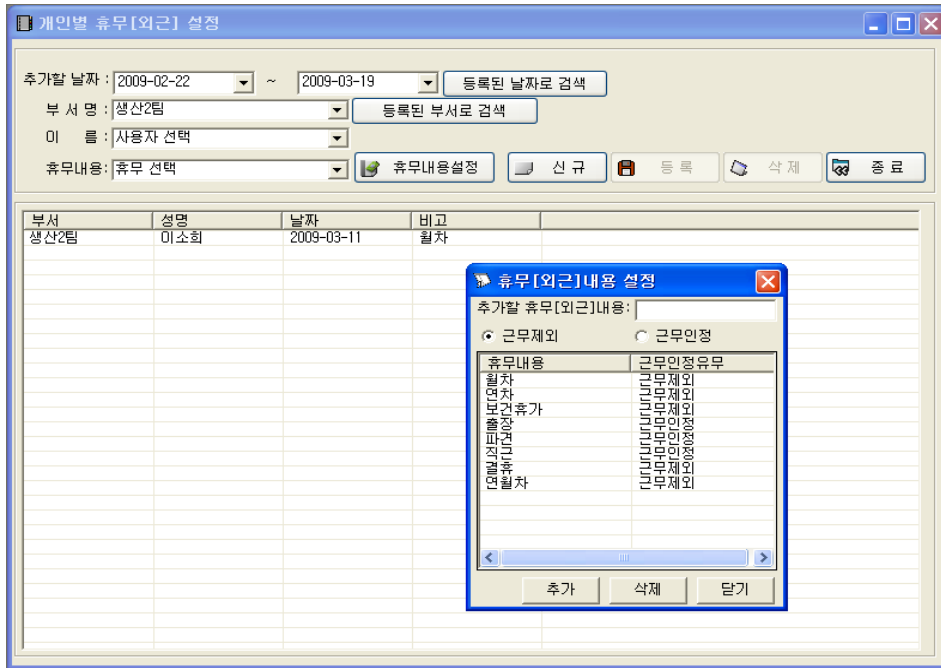 개인별 휴무[외근] 설정
추가할 날짜 : 2009-02-22 ~ 2009-03-19 등록된 날짜로 검색
부 서 명 : 생산2팀 등록된 부서로 검색
이 름 : 사용자 선택
휴무내용: 휴무 선택 휴무내용설정 신 규 등 록 삭 제 종 료
부서 성명 날짜 비고
생산2팀 이소희 2009-03-11 월차
휴무[외근]내용 설정
추가할 휴무[외근]내용:
근무제외 근무인정
휴무내용 근무인정유무
월차 근무제외
연차 근무제외
보건휴가 근무제외
출장 근무인정
파견 근무인정
직근 근무인정
결휴 근무제외
연월차 근무제외
추가 삭제 닫기